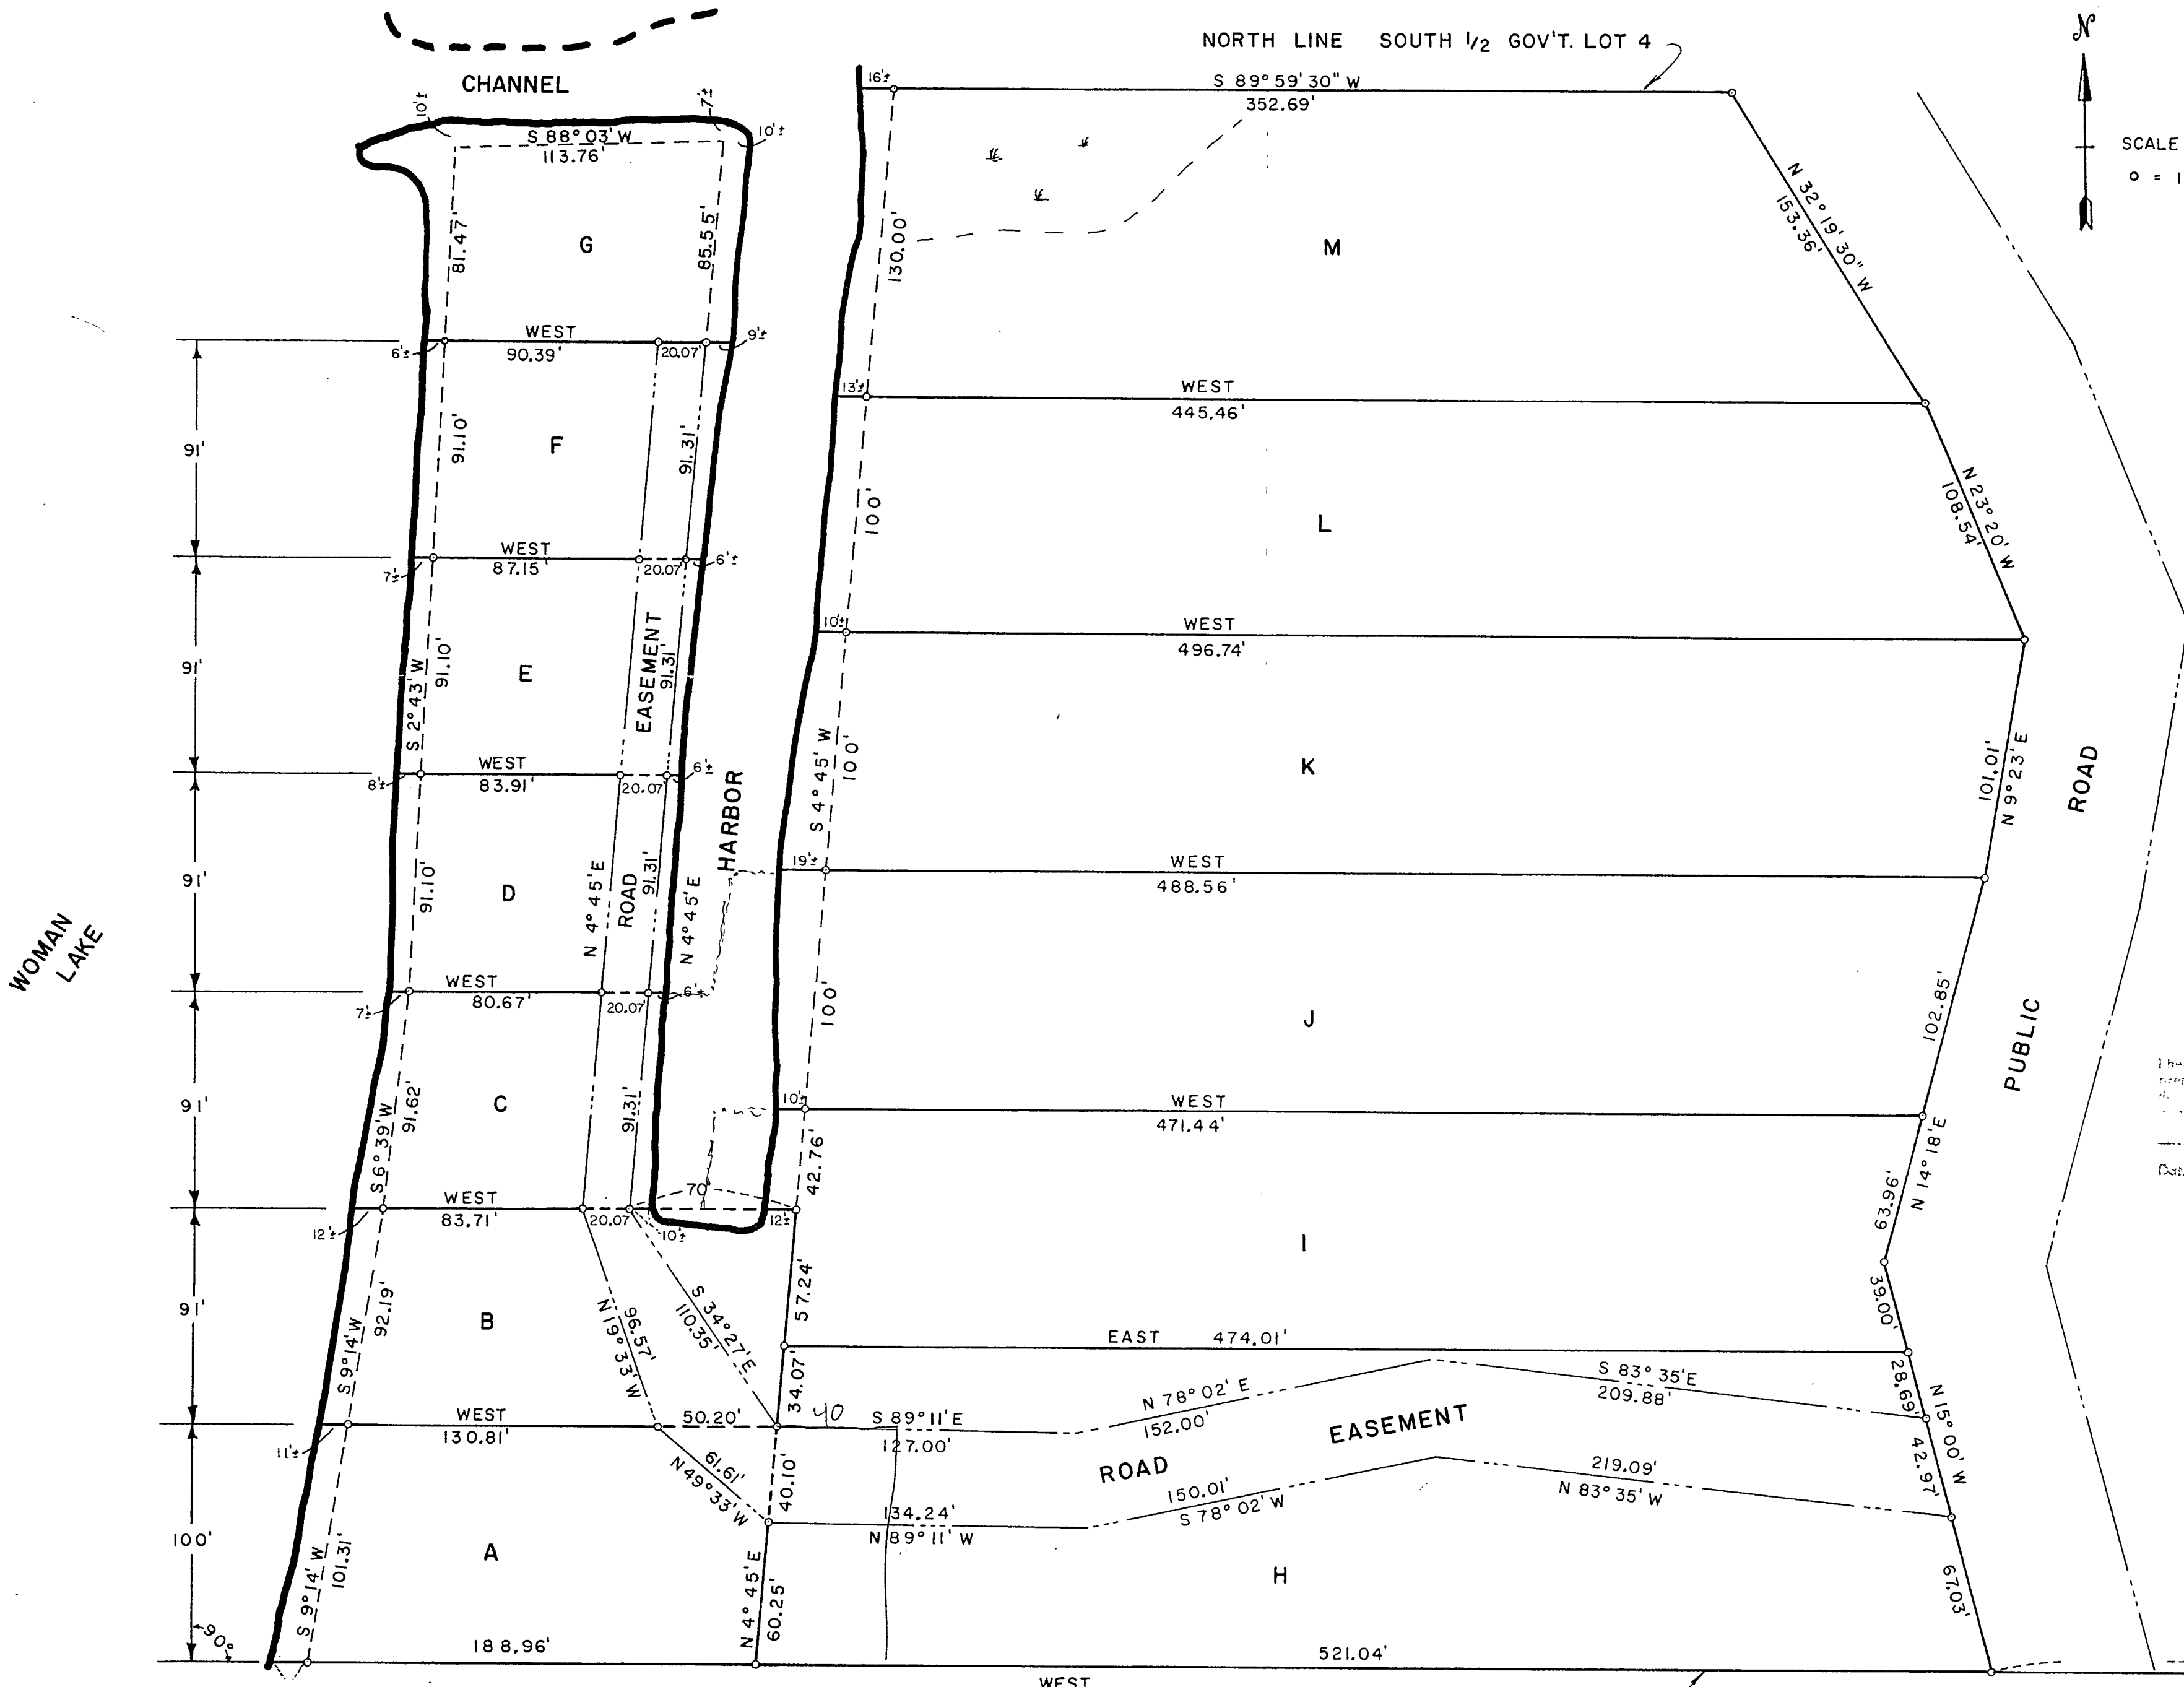 NORTH LINE SOUTH 1/2 GOV'T. LOT 4
N
SCALE
o = 1
CHANNEL
10'±
7'±
10'±
S 88° 03' W
113.76'
16'±
S 89° 59' 30" W
352.69'
N 32° 19' 30" W
153.36'
81.47'
85.55'
G
130.00'
M
WEST
90.39'
20.07'
6'±
9'±
13'±
WEST
445.46'
91'
91.10'
F
91.31'
100'
L
N 23° 20' W
108.54'
WEST
87.15'
20.07'
7'±
6'±
10'±
WEST
496.74'
91'
S 2° 43' W
91.10'
E
EASEMENT
91.31'
S 4° 45' W
100'
K
101.01'
N 9° 23' E
ROAD
WEST
83.91'
20.07'
8'±
6'±
HARBOR
19'±
WEST
488.56'
WOMAN
LAKE
91'
91.10'
D
N 4° 45' E
ROAD
91.31'
N 4° 45' E
100'
J
102.85'
PUBLIC
WEST
80.67'
20.07'
7'±
6'±
10'±
WEST
471.44'
91'
S 6° 39' W
91.62'
C
91.31'
42.76'
63.96'
N 14° 18' E
WEST
83.71'
20.07
70
12'±
10'±
12'±
I
91'
S 9° 14' W
92.19'
B
96.57'
N 19° 33' W
S 34° 27' E
110.35'
57.24'
39.00'
EAST 474.01'
34.07'
28.69'
N 15° 00' W
WEST
130.81'
50.20'
40
11'±
S 89° 11' E
127.00'
N 78° 02' E
152.00'
S 83° 35' E
209.88'
ROAD EASEMENT
61.61'
N 49° 33' W
40.10'
134.24'
N 89° 11' W
150.01'
S 78° 02' W
219.09'
N 83° 35' W
42.97'
100'
S 9° 14' W
101.31'
A
N 4° 45' E
60.25'
H
67.03'
90°
188.96'
521.04'
WEST